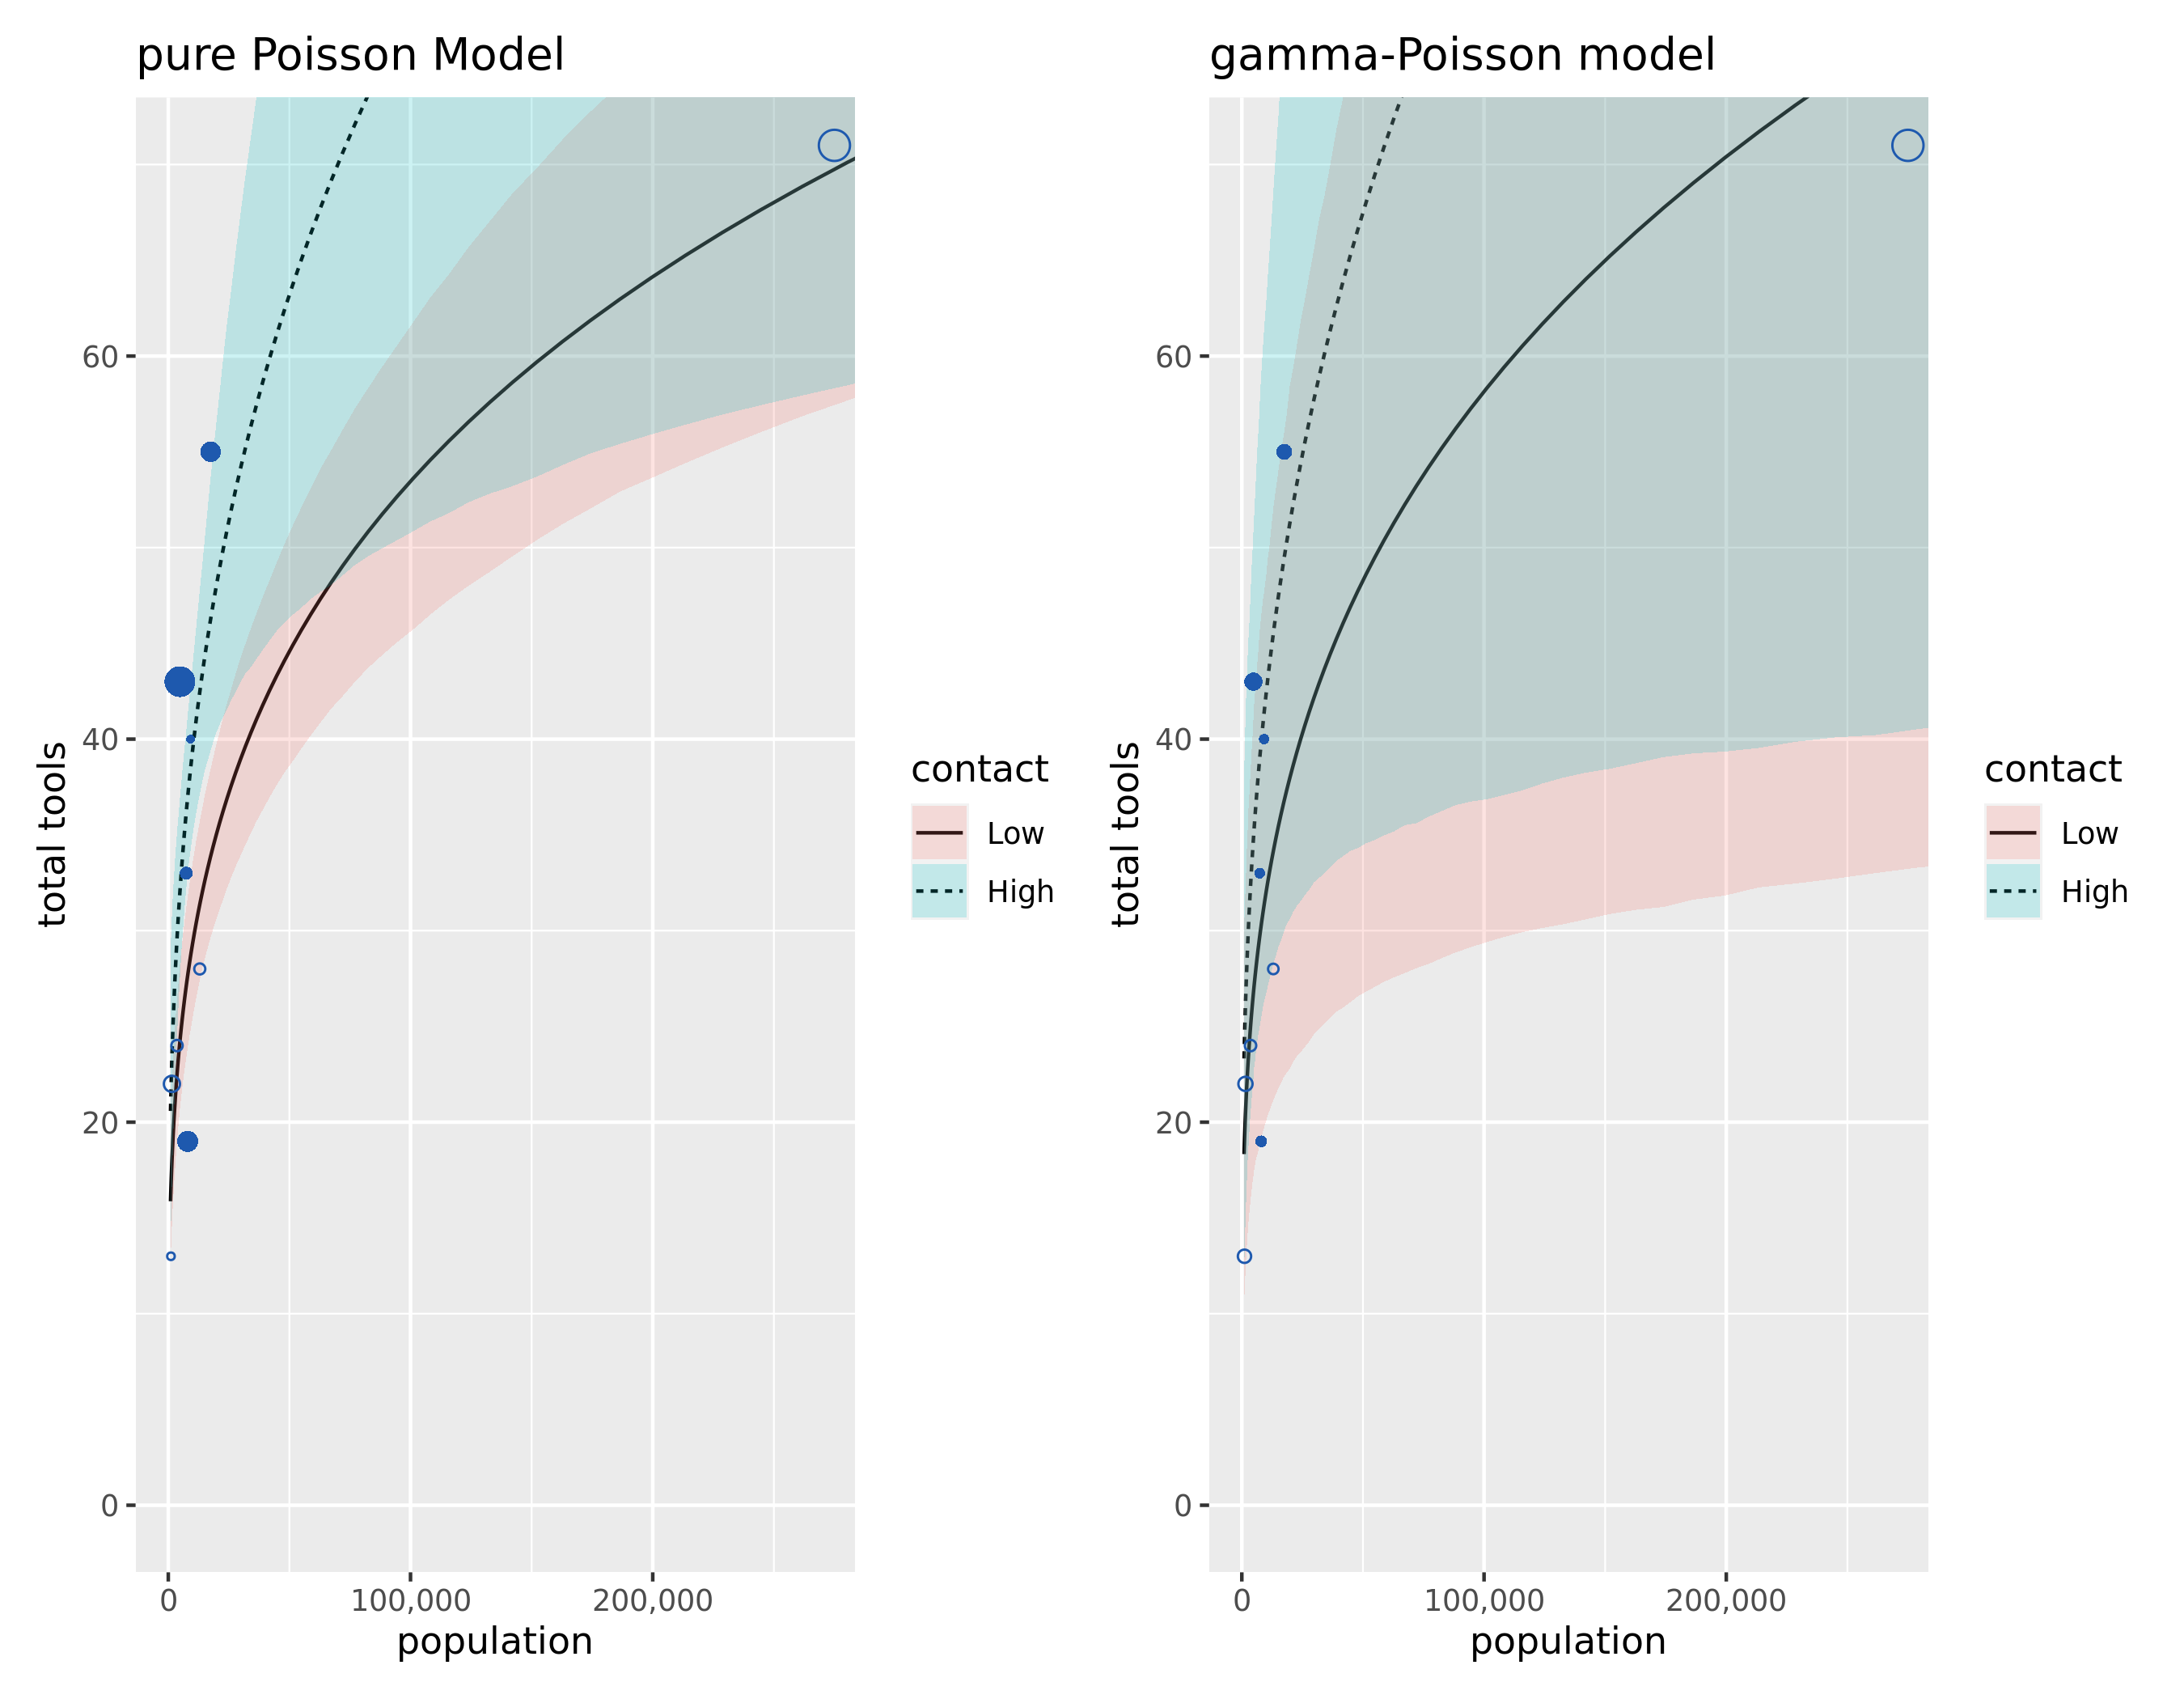 pure Poisson Model
total tools
60
40
20
0
0
100,000
200,000
population
contact
Low
High
gamma-Poisson model
total tools
60
40
20
0
0
100,000
200,000
population
contact
Low
High